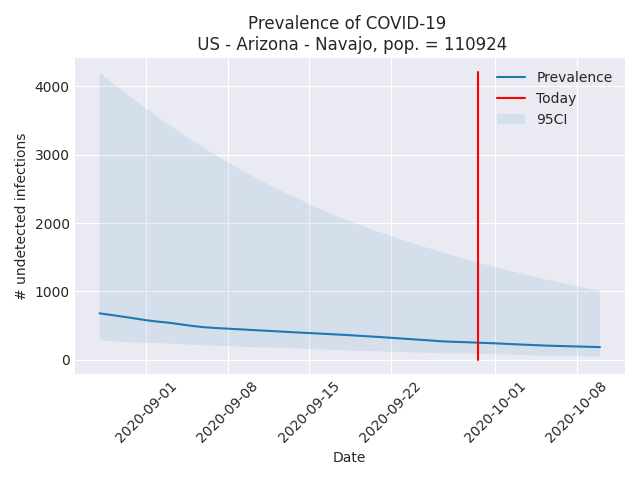 Prevalence of COVID-19
US - Arizona - Navajo, pop. = 110924
Prevalence
Today
95CI
4000
3000
2000
1000
0
# undetected infections
2020-09-01
2020-09-08
2020-09-15
2020-09-22
2020-10-01
2020-10-08
Date